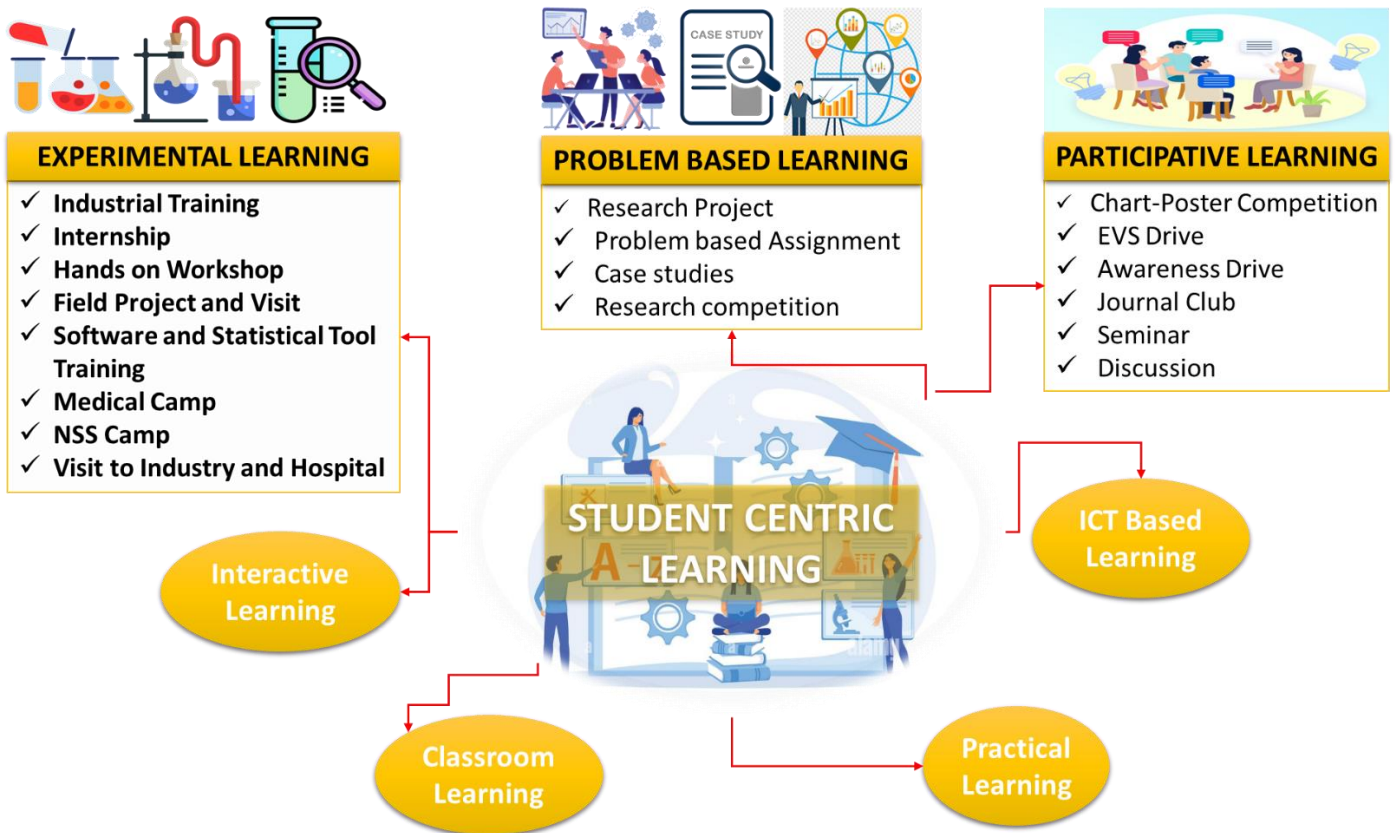 CASE STUDY
EXPERIMENTAL LEARNING
✓ Industrial Training
✓ Internship
✓ Hands on Workshop
✓ Field Project and Visit
✓ Software and Statistical Tool
Training
✓ Medical Camp
✓ NSS Camp
✓ Visit to Industry and Hospital
PROBLEM BASED LEARNING
✓ Research Project
✓ Problem based Assignment
✓ Case studies
✓ Research competition
PARTICIPATIVE LEARNING
✓ Chart-Poster Competition
✓ EVS Drive
✓ Awareness Drive
✓ Journal Club
✓ Seminar
✓ Discussion
STUDENT CENTRIC
LEARNING
A-z
a
a
alamy
Interactive
Learning
ICT Based
Learning
Classroom
Learning
Practical
Learning